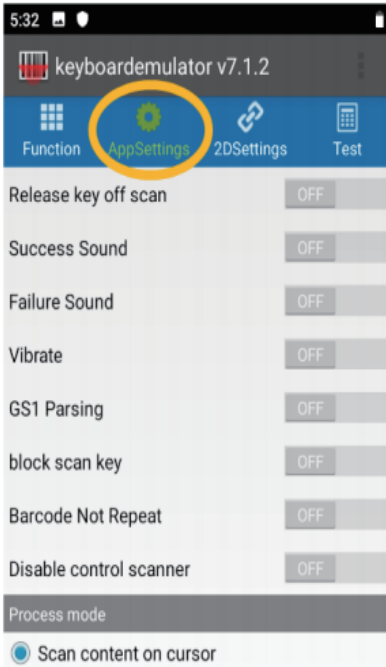 5:32
keyboardemulator v7.1.2
Function AppSettings 2DSettings Test
Release key off scan OFF
Success Sound OFF
Failure Sound OFF
Vibrate OFF
GS1 Parsing OFF
block scan key OFF
Barcode Not Repeat OFF
Disable control scanner OFF
Process mode
Scan content on cursor